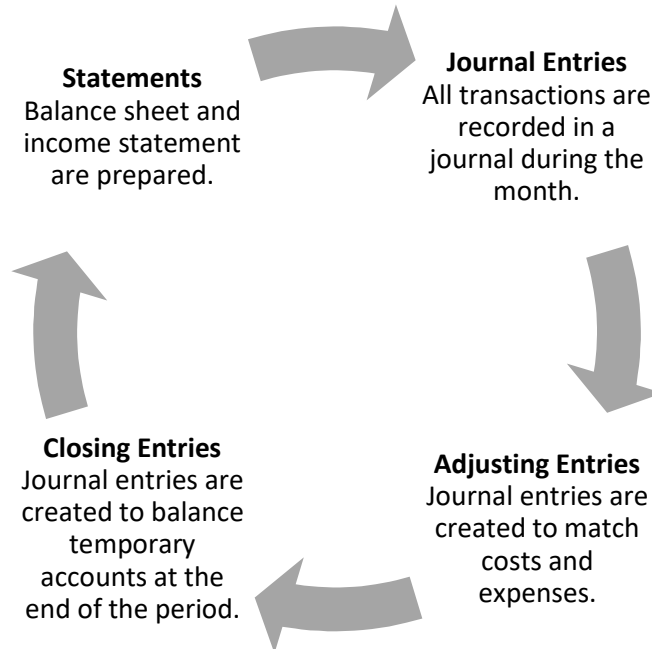 Statements
Balance sheet and
income statement
are prepared.
Journal Entries
All transactions are
recorded in a
journal during the
month.
Adjusting Entries
Journal entries are
created to match
costs and
expenses.
Closing Entries
Journal entries are
created to balance
temporary
accounts at the
end of the period.